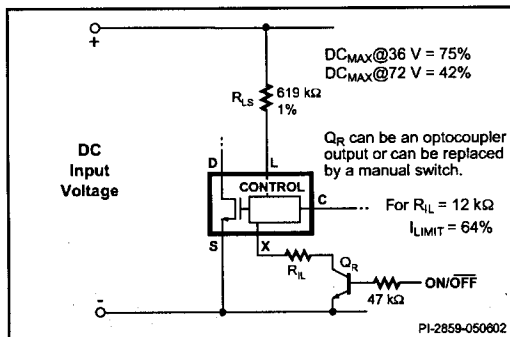 +
DC_MAX@36 V = 75%
DC_MAX@72 V = 42%
R_LS
619 kΩ
1%
DC
Input
Voltage
Q_R can be an optocoupler
output or can be replaced
by a manual switch.
D
L
CONTROL
C
For R_IL = 12 kΩ
I_LIMIT = 64%
S
X
R_IL
Q_R
47 kΩ
ON/O̅F̅F̅
-
PI-2859-050602